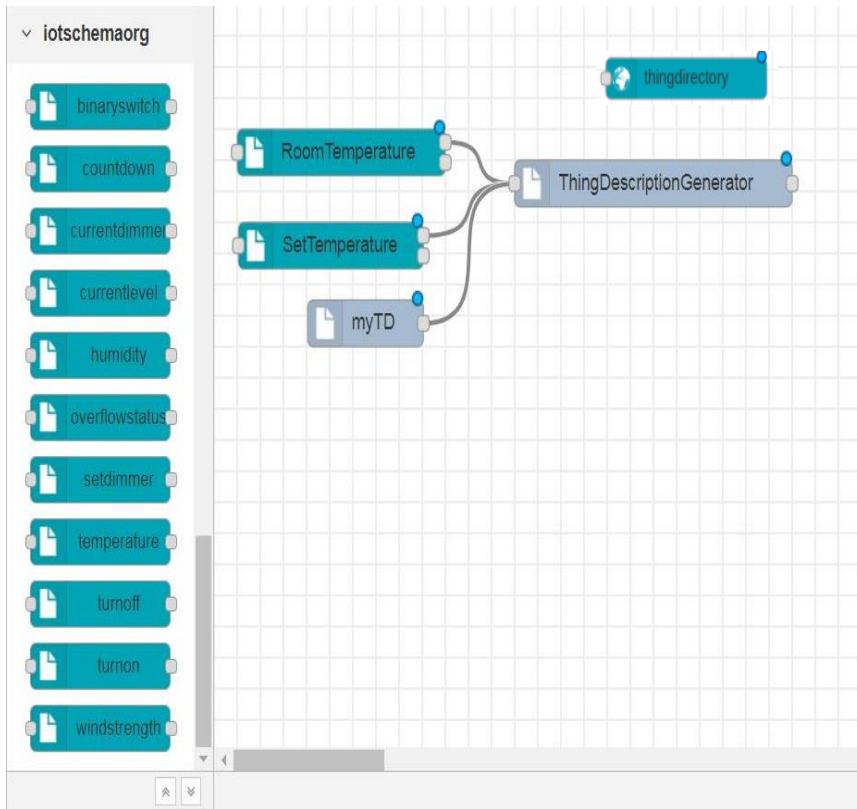 iotschemaorg
binaryswitch
countdown
currentdimmer
currentlevel
humidity
overflowstatus
setdimmer
temperature
turnoff
turnon
windstrength
thingdirectory
RoomTemperature
ThingDescriptionGenerator
SetTemperature
myTD